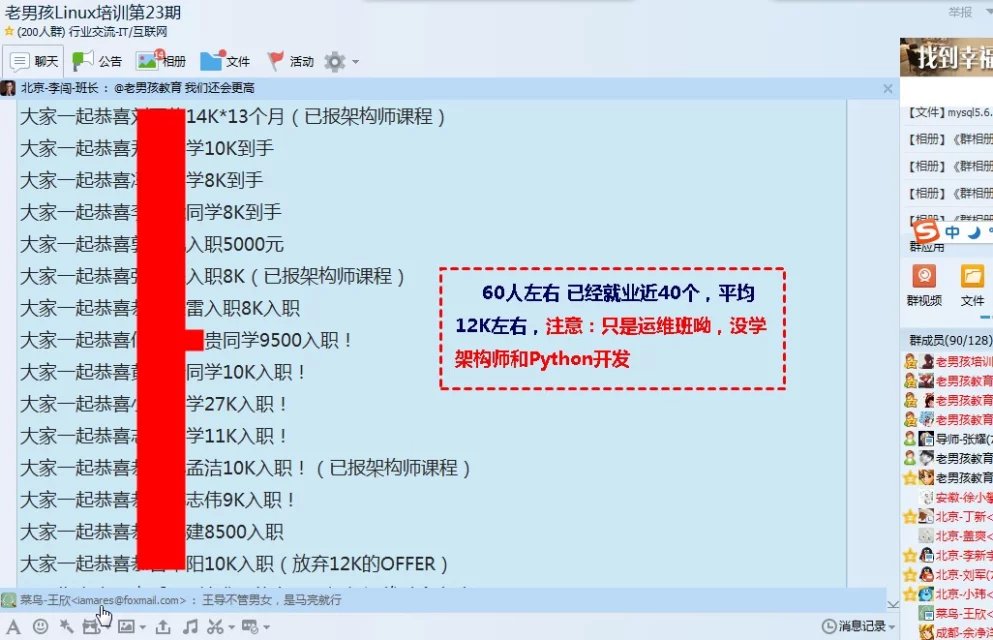 老男孩Linux培训第23期
(200人群) 行业交流-IT/互联网
举报
聊天 公告 14 相册 文件 活动
找到幸福
北京-李闯-班长： @老男孩教育 我们还会更高
大家一起恭喜 14K*13个月（已报架构师课程）
大家一起恭喜 学10K到手
大家一起恭喜 学8K到手
大家一起恭喜 同学8K到手
大家一起恭喜 入职5000元
大家一起恭喜 入职8K（已报架构师课程）
大家一起恭喜 雷入职8K入职
大家一起恭喜 贵同学9500入职！
大家一起恭喜 同学10K入职！
大家一起恭喜 学27K入职！
大家一起恭喜 学11K入职！
大家一起恭喜 孟洁10K入职！（已报架构师课程）
大家一起恭喜 志伟9K入职！
大家一起恭喜 建8500入职
大家一起恭喜 阳10K入职（放弃12K的OFFER）
60人左右 已经就业近40个，平均
12K左右，注意：只是运维班呦，没学
架构师和Python开发
菜鸟-王欣<iamares@foxmail.com>： 王导不管男女，是马亮就行
消息记录
【文件】mysql5.6.
【相册】《群相册
【相册】《群相册
【相册】《群相册
中
群应用
群视频 文件
群成员(90/128)
老男孩培训
老男孩教育
老男孩教育
老男孩教育
导师-张耀(
老男孩教育
老男孩教育
安徽-徐小
北京-丁新<
北京-盖爽<
北京-李新宇
北京-刘军(
北京-小玮<
菜鸟-王欣<
成都-余净